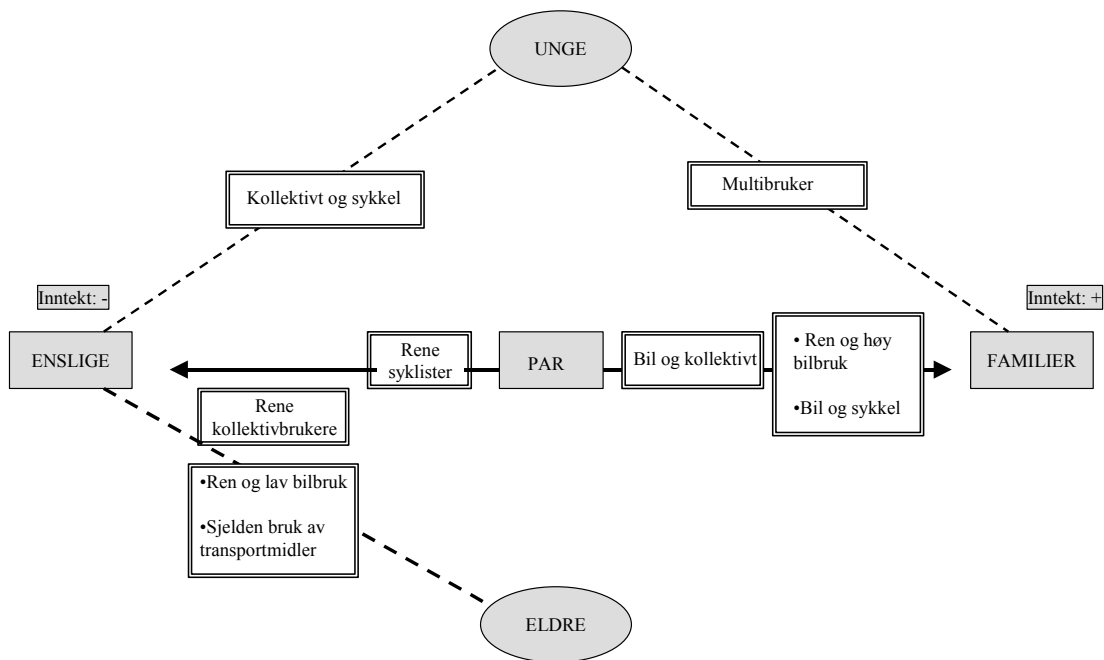 UNGE
Kollektivt og sykkel
Multibruker
Inntekt: -
Inntekt: +
ENSLIGE
Rene
syklister
PAR
Bil og kollektivt
• Ren og høy
bilbruk
•Bil og sykkel
FAMILIER
Rene
kollektivbrukere
•Ren og lav bilbruk
•Sjelden bruk av
transportmidler
ELDRE